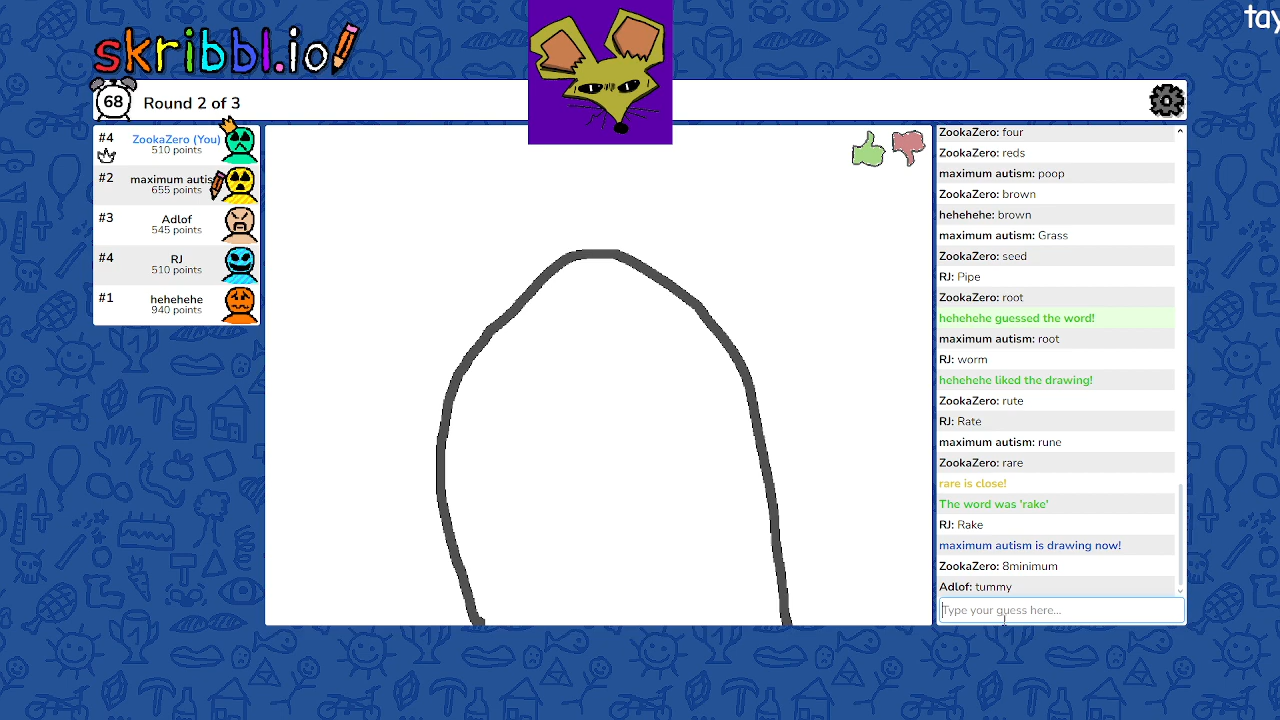 tay
skribbl.io
68
Round 2 of 3
#4
ZookaZero (You)
510 points
#2
maximum autis
655 points
#3
Adlof
545 points
#4
RJ
510 points
#1
hehehehe
940 points
ZookaZero: four
ZookaZero: reds
maximum autism: poop
ZookaZero: brown
hehehehe: brown
maximum autism: Grass
ZookaZero: seed
RJ: Pipe
ZookaZero: root
hehehehe guessed the word!
maximum autism: root
RJ: worm
hehehehe liked the drawing!
ZookaZero: rute
RJ: Rate
maximum autism: rune
ZookaZero: rare
rare is close!
The word was 'rake'
RJ: Rake
maximum autism is drawing now!
ZookaZero: 8minimum
Adlof: tummy
Type your guess here...